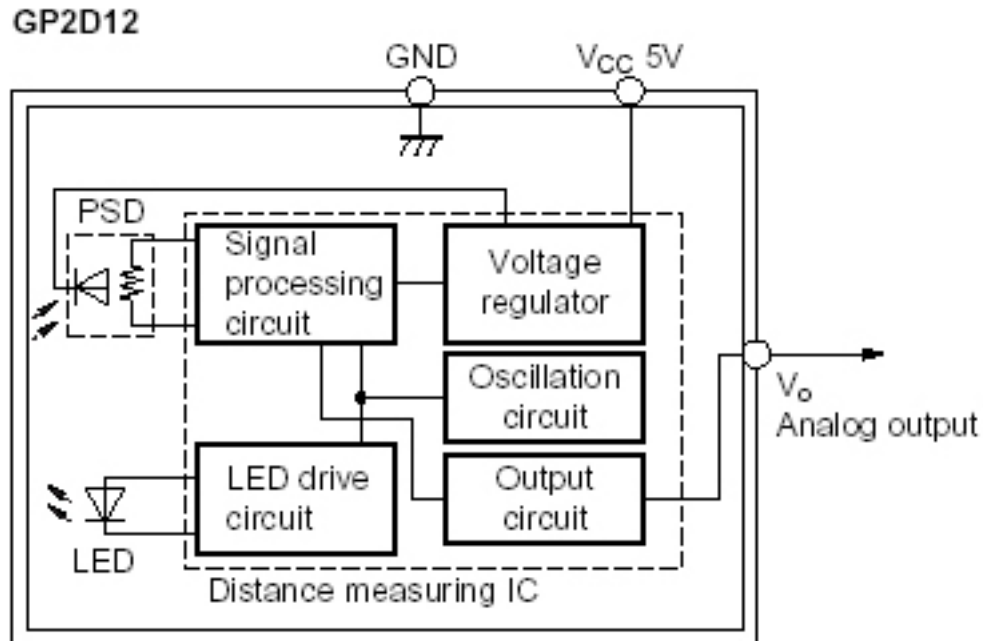 GP2D12
GND
VCC 5V
PSD
Signal
processing
circuit
Voltage
regulator
Oscillation
circuit
Vo
Analog output
LED drive
circuit
Output
circuit
LED
Distance measuring IC